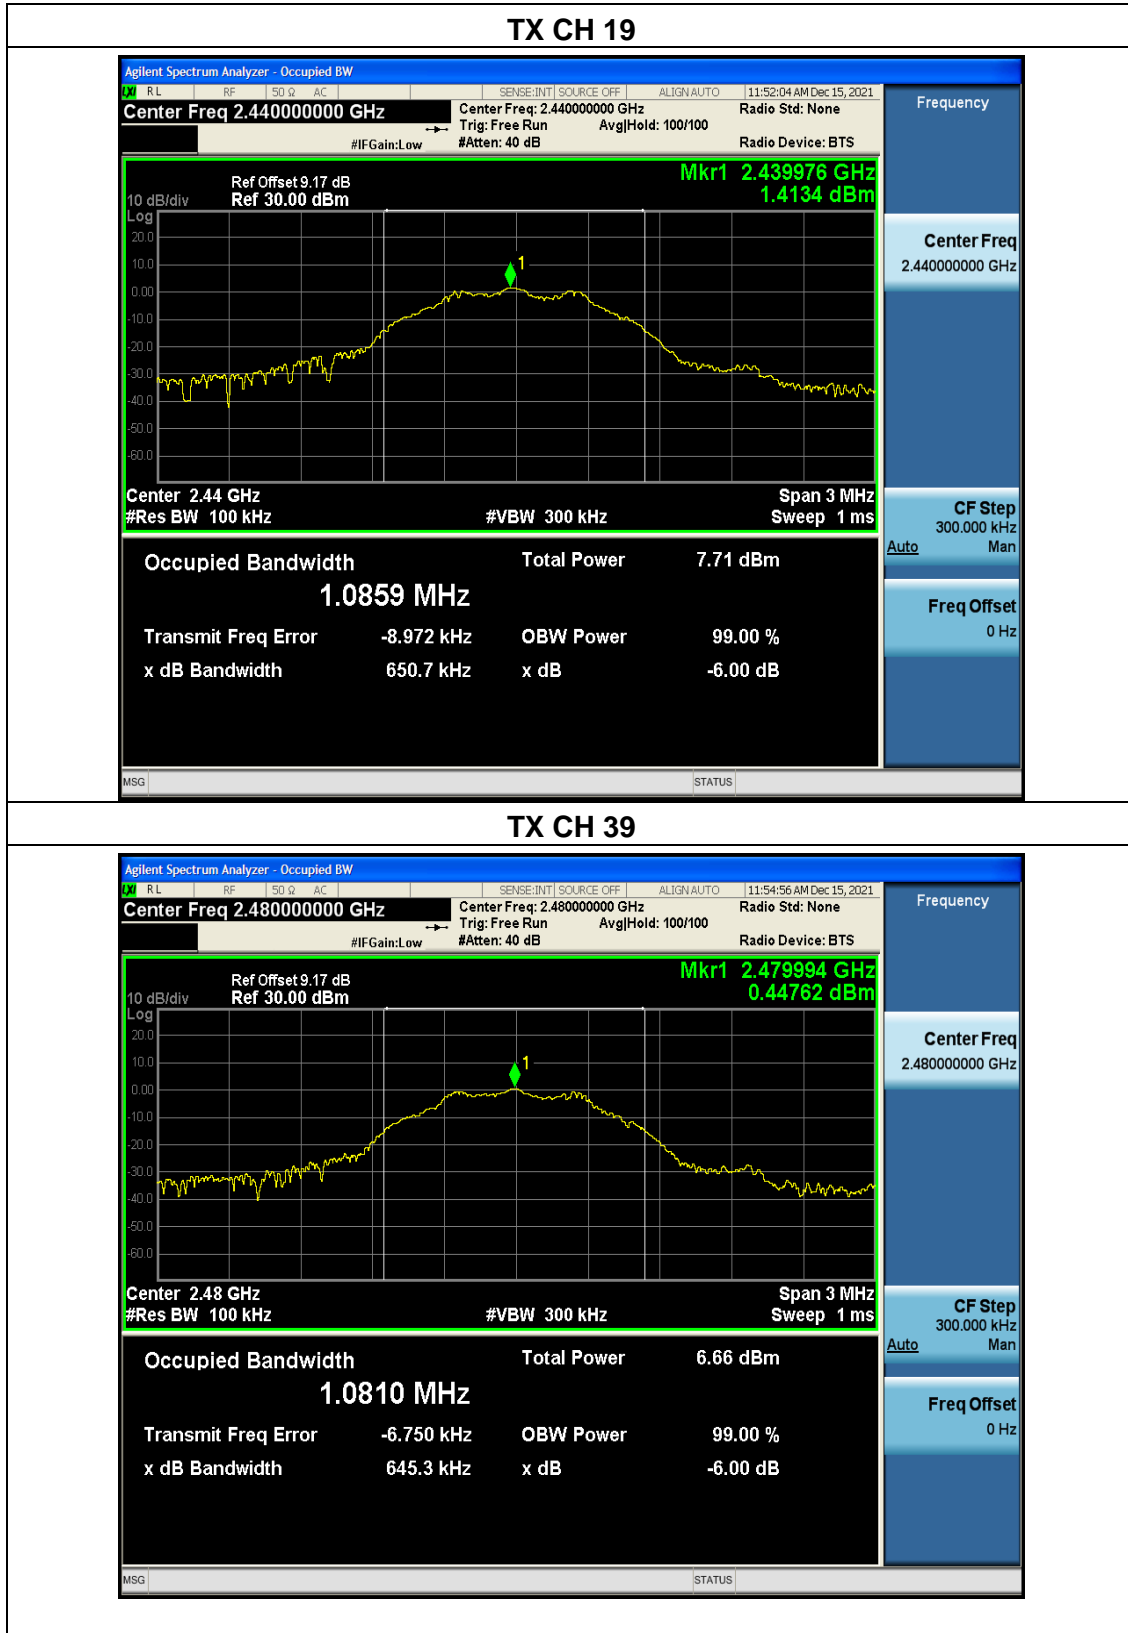 TX CH 19
Agilent Spectrum Analyzer - Occupied BW
LXI RL RF 50 Ω AC SENSE:INT SOURCE OFF ALIGN AUTO 11:52:04 AM Dec 15, 2021
Center Freq 2.440000000 GHz Center Freq: 2.440000000 GHz Radio Std: None Frequency
Trig: Free Run Avg|Hold: 100/100
#IFGain:Low #Atten: 40 dB Radio Device: BTS
Mkr1 2.439976 GHz
1.4134 dBm
Ref Offset 9.17 dB
10 dB/div Ref 30.00 dBm
Log
20.0
10.0
0.00
-10.0
-20.0
-30.0
-40.0
-50.0
-60.0
1
Center Freq
2.440000000 GHz
Center 2.44 GHz Span 3 MHz
#Res BW 100 kHz #VBW 300 kHz Sweep 1 ms
CF Step
300.000 kHz
Auto Man
Occupied Bandwidth Total Power 7.71 dBm
1.0859 MHz
Freq Offset
0 Hz
Transmit Freq Error -8.972 kHz OBW Power 99.00 %
x dB Bandwidth 650.7 kHz x dB -6.00 dB
MSG STATUS
TX CH 39
Agilent Spectrum Analyzer - Occupied BW
LXI RL RF 50 Ω AC SENSE:INT SOURCE OFF ALIGN AUTO 11:54:56 AM Dec 15, 2021
Center Freq 2.480000000 GHz Center Freq: 2.480000000 GHz Radio Std: None Frequency
Trig: Free Run Avg|Hold: 100/100
#IFGain:Low #Atten: 40 dB Radio Device: BTS
Mkr1 2.479994 GHz
0.44762 dBm
Ref Offset 9.17 dB
10 dB/div Ref 30.00 dBm
Log
20.0
10.0
0.00
-10.0
-20.0
-30.0
-40.0
-50.0
-60.0
1
Center Freq
2.480000000 GHz
Center 2.48 GHz Span 3 MHz
#Res BW 100 kHz #VBW 300 kHz Sweep 1 ms
CF Step
300.000 kHz
Auto Man
Occupied Bandwidth Total Power 6.66 dBm
1.0810 MHz
Freq Offset
0 Hz
Transmit Freq Error -6.750 kHz OBW Power 99.00 %
x dB Bandwidth 645.3 kHz x dB -6.00 dB
MSG STATUS